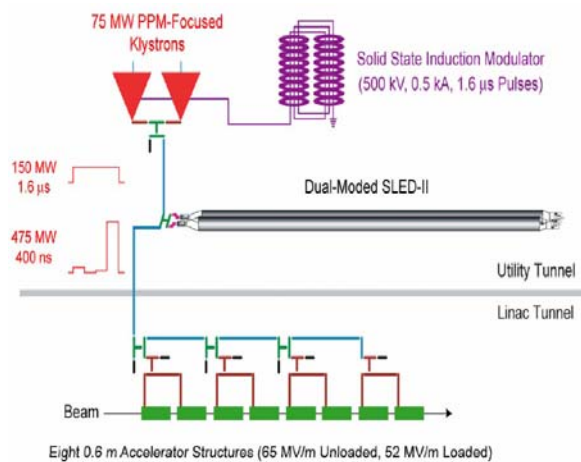 75 MW PPM-Focused
Klystrons
Solid State Induction Modulator
(500 kV, 0.5 kA, 1.6 µs Pulses)
150 MW
1.6 µs
Dual-Moded SLED-II
475 MW
400 ns
Utility Tunnel
Linac Tunnel
Beam
Eight 0.6 m Accelerator Structures (65 MV/m Unloaded, 52 MV/m Loaded)